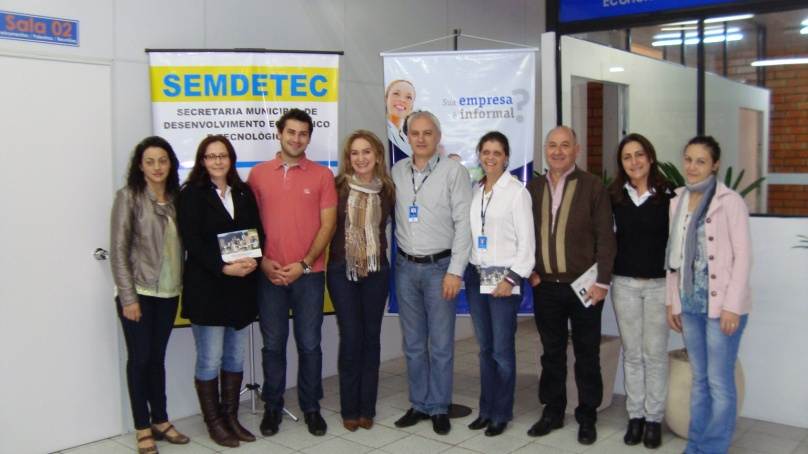 Sala 02
SEMDETEC
SECRETARIA MUNICIPAL DE
DESENVOLVIMENTO ECONÔMICO
E TECNOLÓGICO
Sua empresa
é informal?